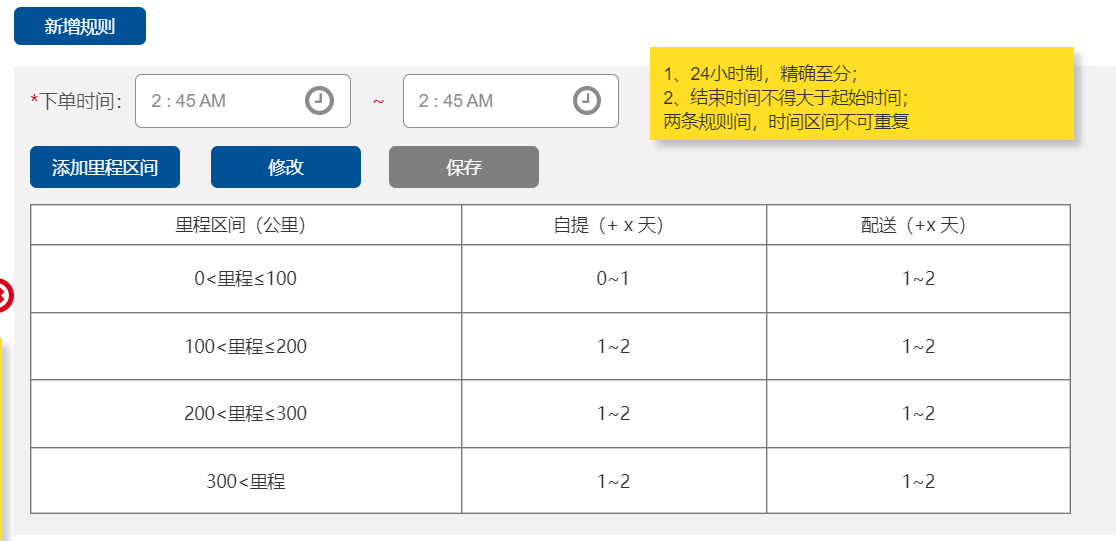 新增规则
*下单时间： 2 : 45 AM ~ 2 : 45 AM
1、24小时制，精确至分；
2、结束时间不得大于起始时间；
两条规则间，时间区间不可重复
添加里程区间 修改 保存
里程区间（公里） 自提（+ x 天） 配送（+x 天）
0<里程≤100 0~1 1~2
100<里程≤200 1~2 1~2
200<里程≤300 1~2 1~2
300<里程 1~2 1~2